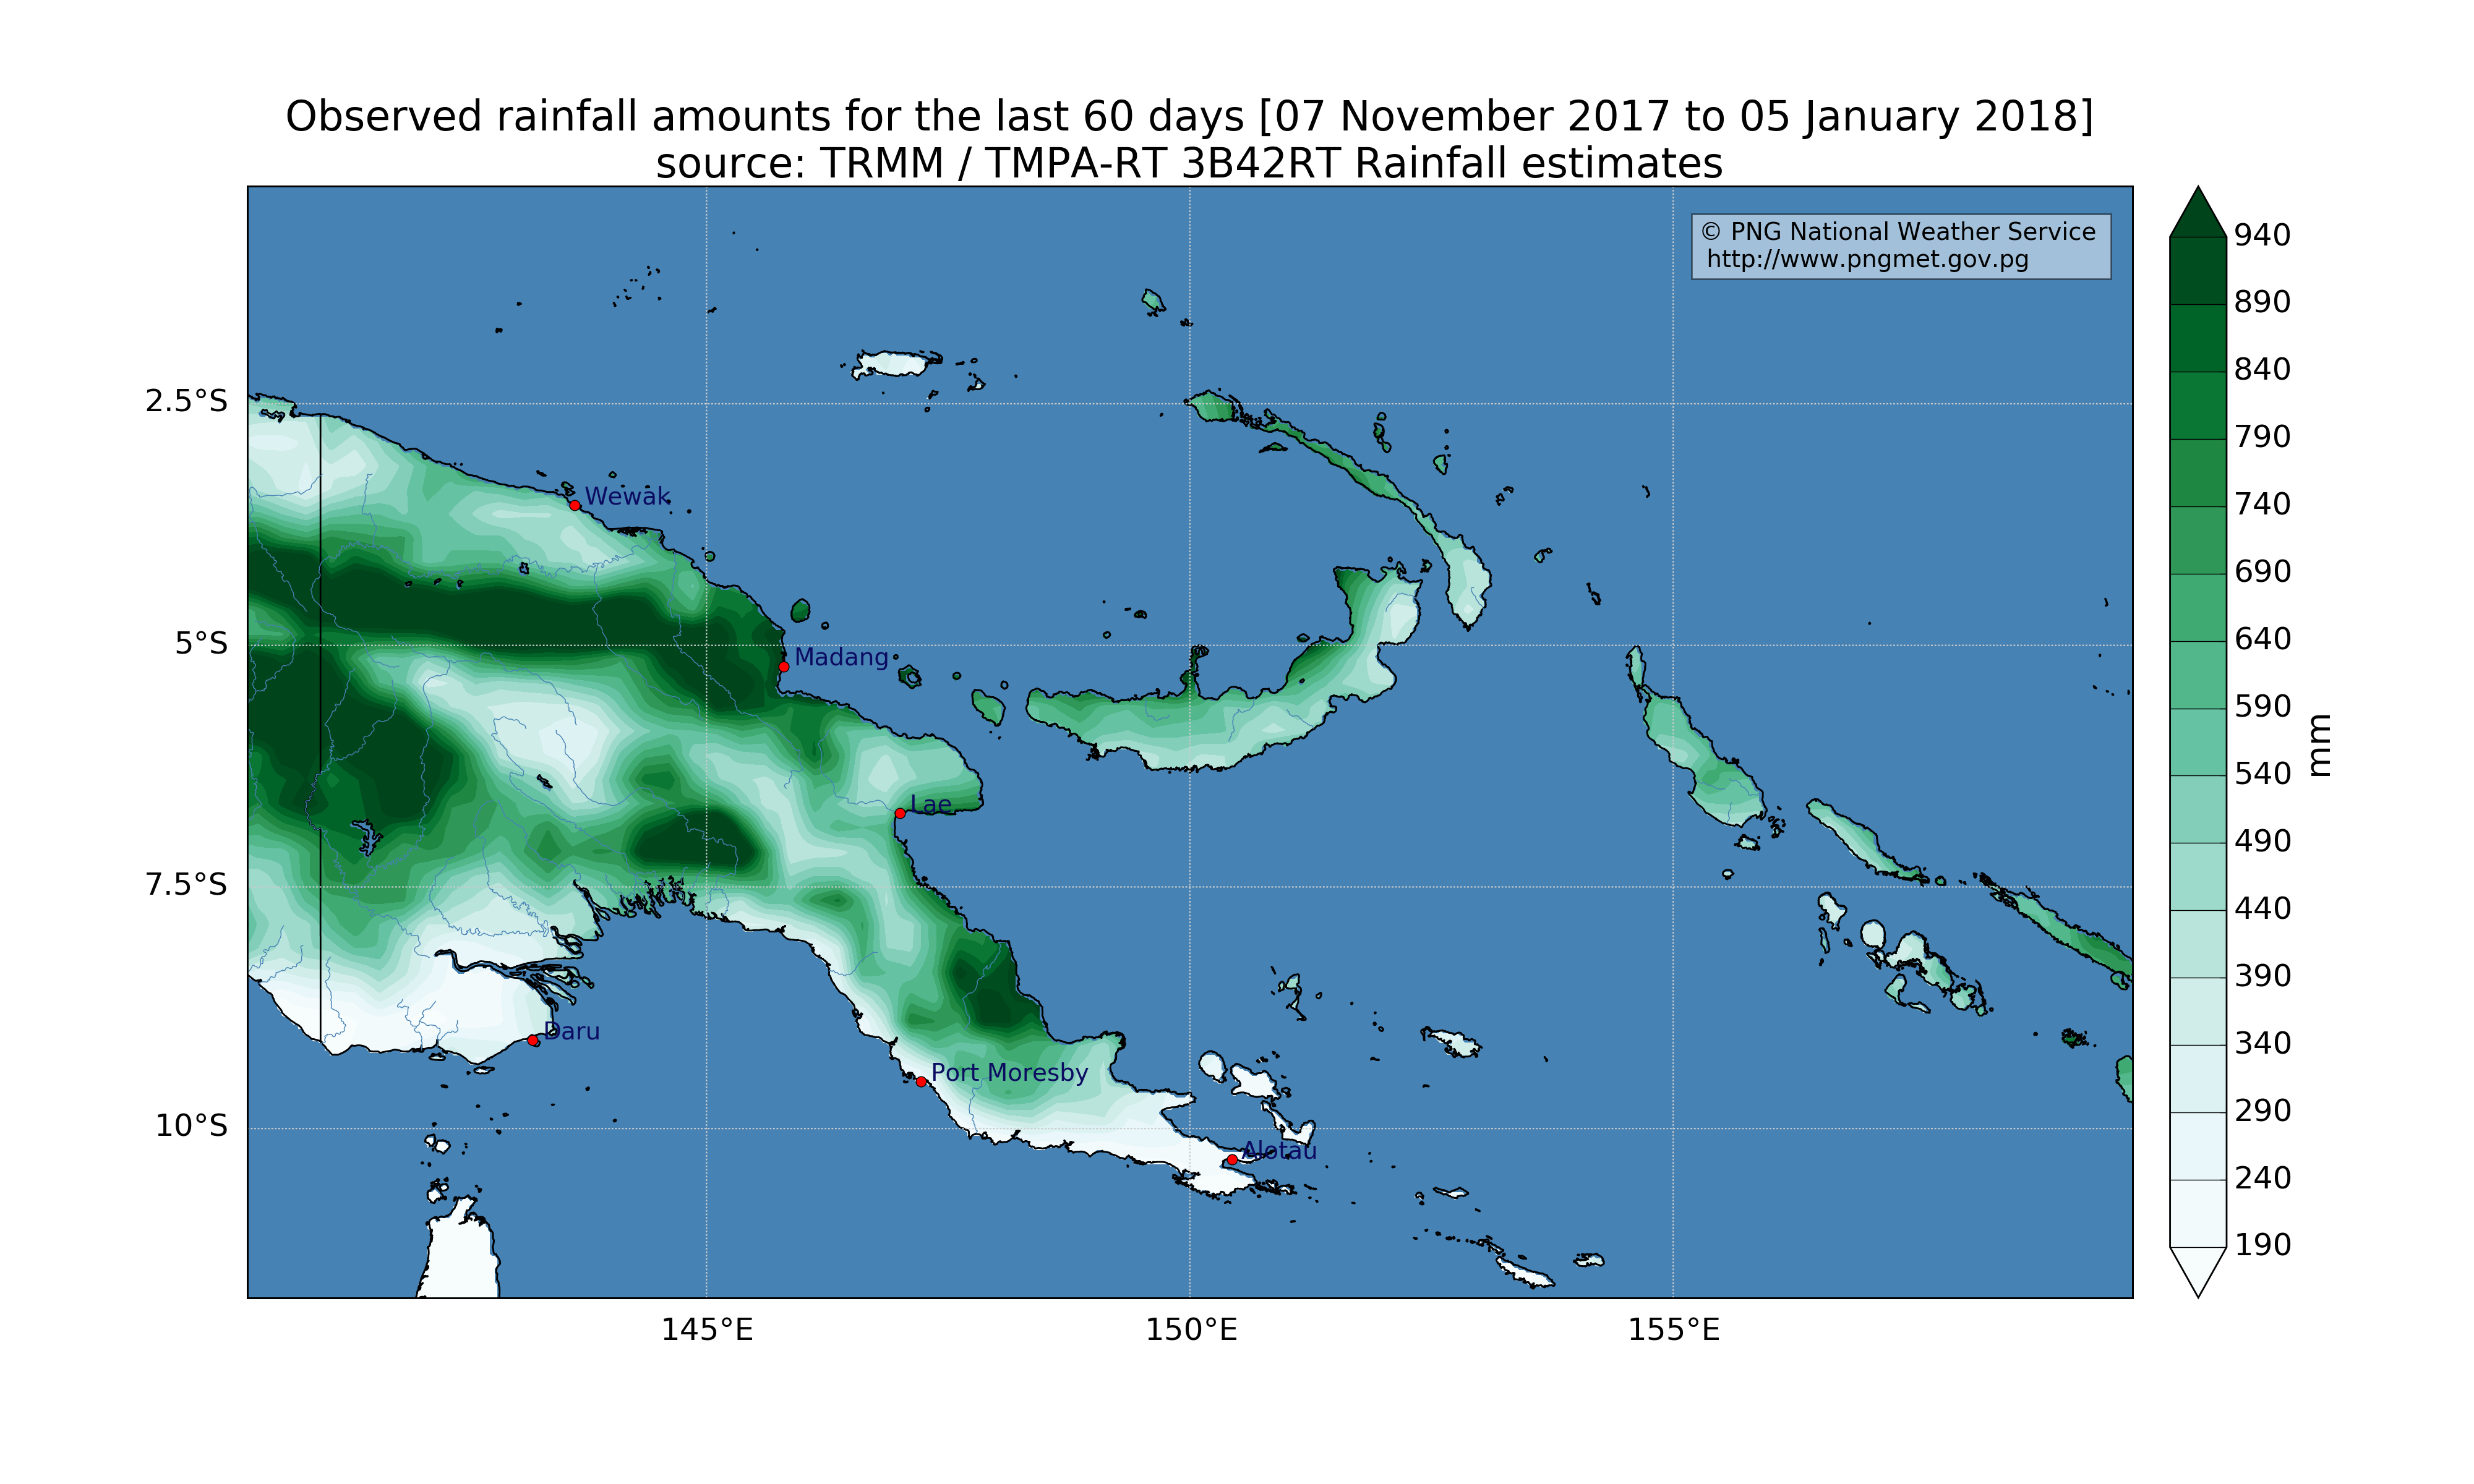 Observed rainfall amounts for the last 60 days [07 November 2017 to 05 January 2018]
source: TRMM / TMPA-RT 3B42RT Rainfall estimates
© PNG National Weather Service
http://www.pngmet.gov.pg
940
890
840
790
740
690
640
590
540
490
440
390
340
290
240
190
mm
2.5°S
5°S
7.5°S
10°S
Wewak
Madang
Lae
Daru
Port Moresby
Alotau
145°E
150°E
155°E